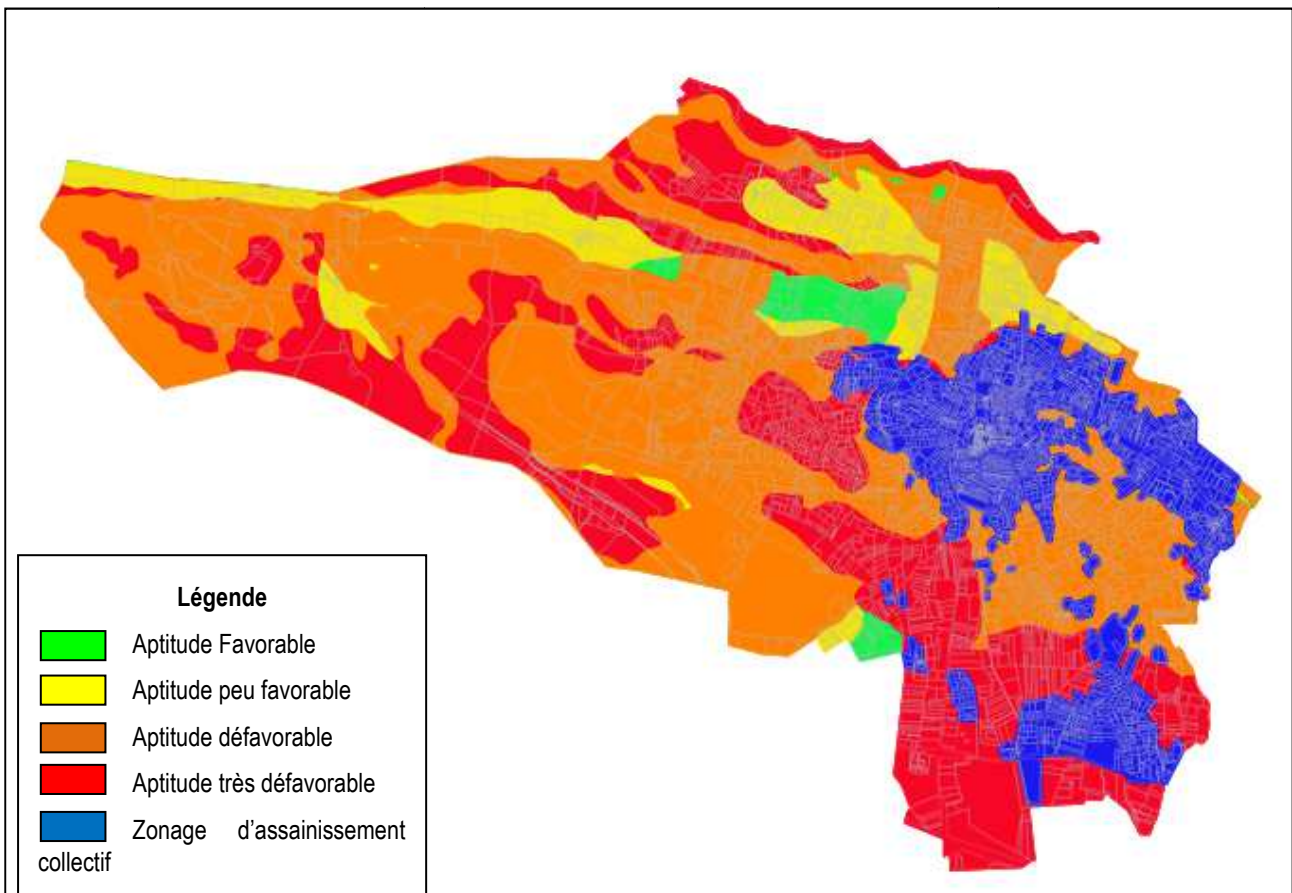 Légende
Aptitude Favorable
Aptitude peu favorable
Aptitude défavorable
Aptitude très défavorable
Zonage d’assainissement
collectif